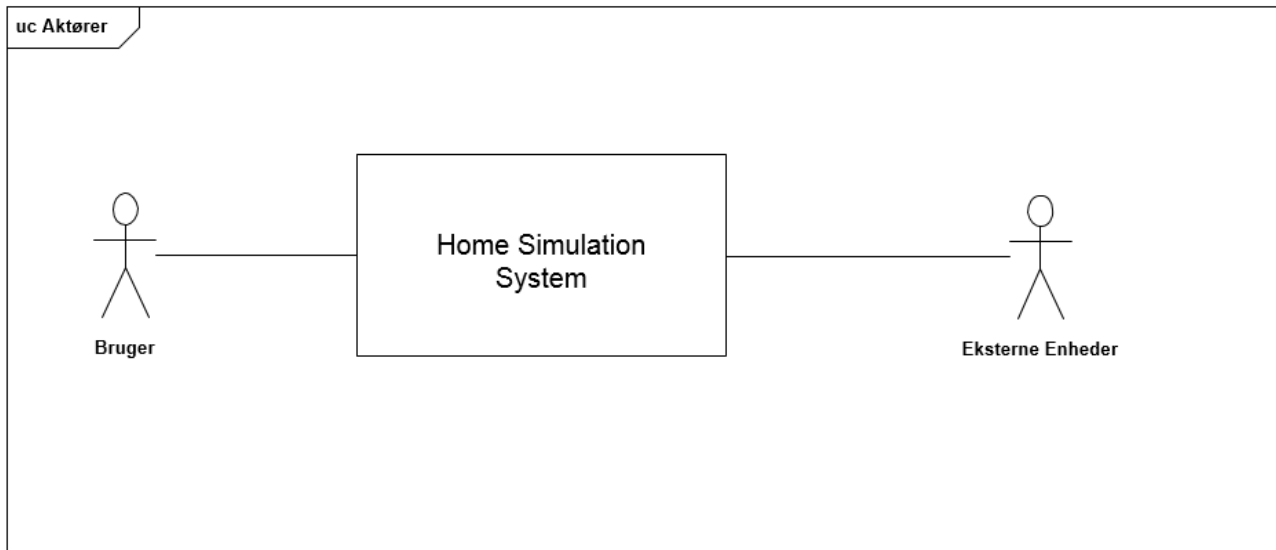 uc Aktører
Home Simulation
System
Bruger
Eksterne Enheder